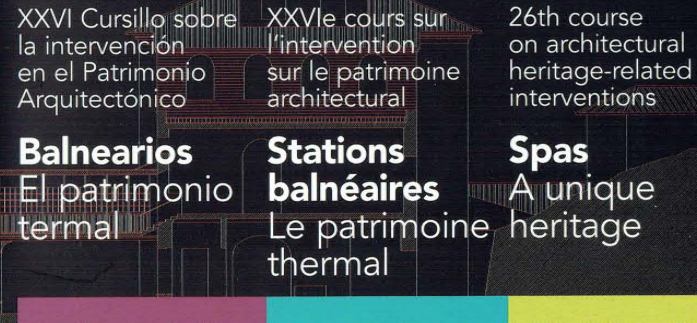 XXVI Cursillo sobre
la intervención
en el Patrimonio
Arquitectónico
Balnearios
El patrimonio
termal
XXVIe cours sur
l'intervention
sur le patrimoine
architectural
Stations
balnéaires
Le patrimoine
thermal
26th course
on architectural
heritage-related
interventions
Spas
A unique
heritage